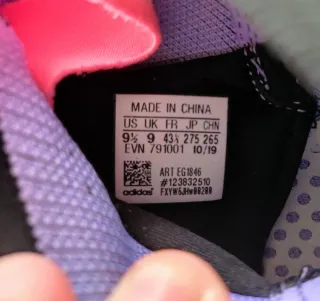 MADE IN CHINA
US UK FR JP CHN
9½ 9 43⅓ 275 265
EVN 791001 10/19
ART EG1846
#123832510
adidas